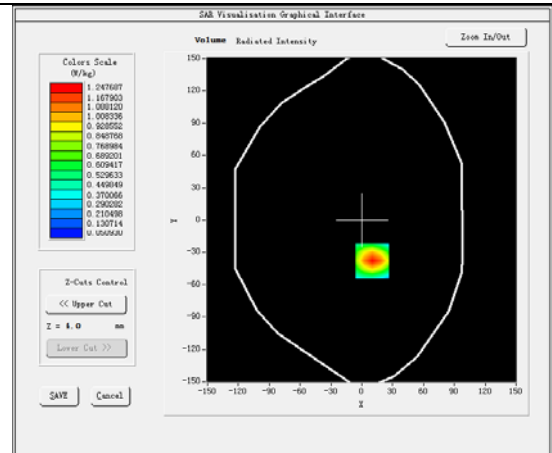 SAR Visualisation Graphical Interface
Volume Radiated Intensity
Zoom In/Out
Colors Scale
(W/kg)
1.247687
1.167903
1.088120
1.008336
0.928552
0.848768
0.768984
0.689201
0.609417
0.529633
0.449849
0.370066
0.290282
0.210498
0.130714
0.050930
Z-Cuts Control
<< Upper Cut
Z = 4.0 mm
Lower Cut >>
SAVE
Cancel
150
120
90
60
30
0
-30
-60
-90
-120
-150
Y
-150 -120 -90 -60 -30 0 30 60 90 120 150
X